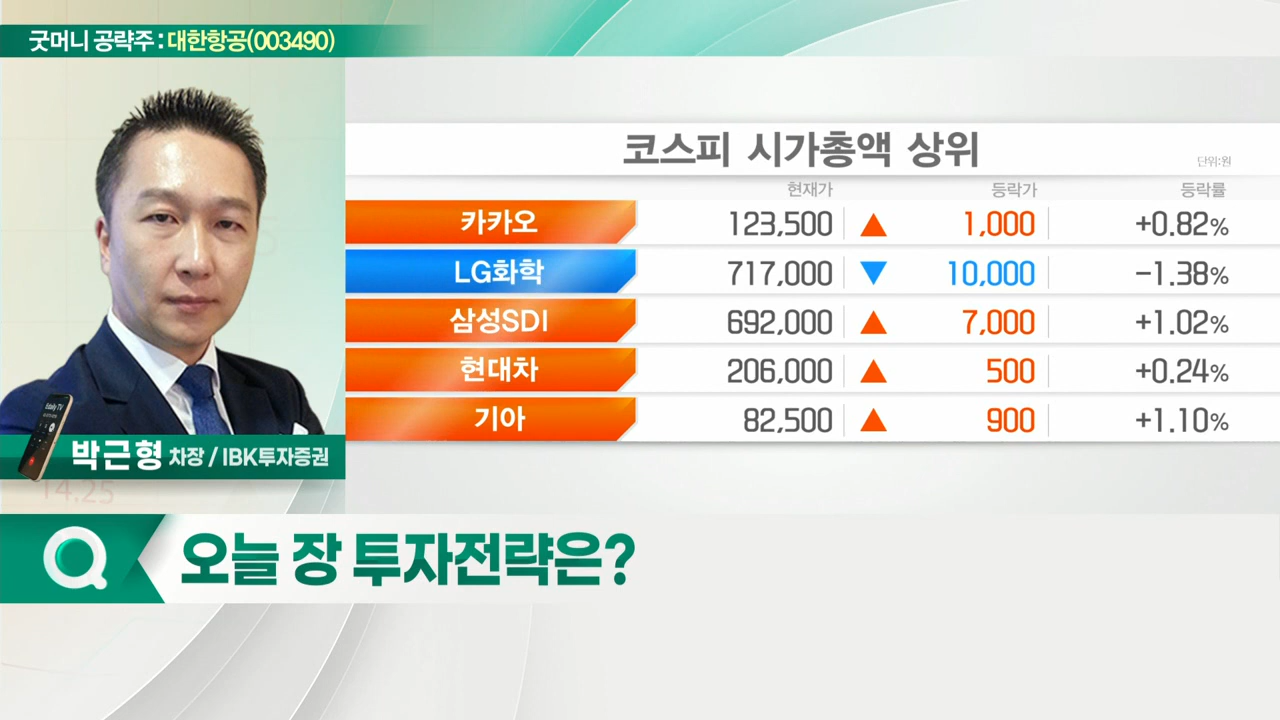 굿머니 공략주 : 대한항공(003490)
코스피 시가총액 상위
단위:원
현재가 등락가 등락률
카카오 123,500 ▲ 1,000 +0.82%
LG화학 717,000 ▼ 10,000 -1.38%
삼성SDI 692,000 ▲ 7,000 +1.02%
현대차 206,000 ▲ 500 +0.24%
기아 82,500 ▲ 900 +1.10%
Edaily TV
박근형 차장 / IBK투자증권
14.25
오늘 장 투자전략은?